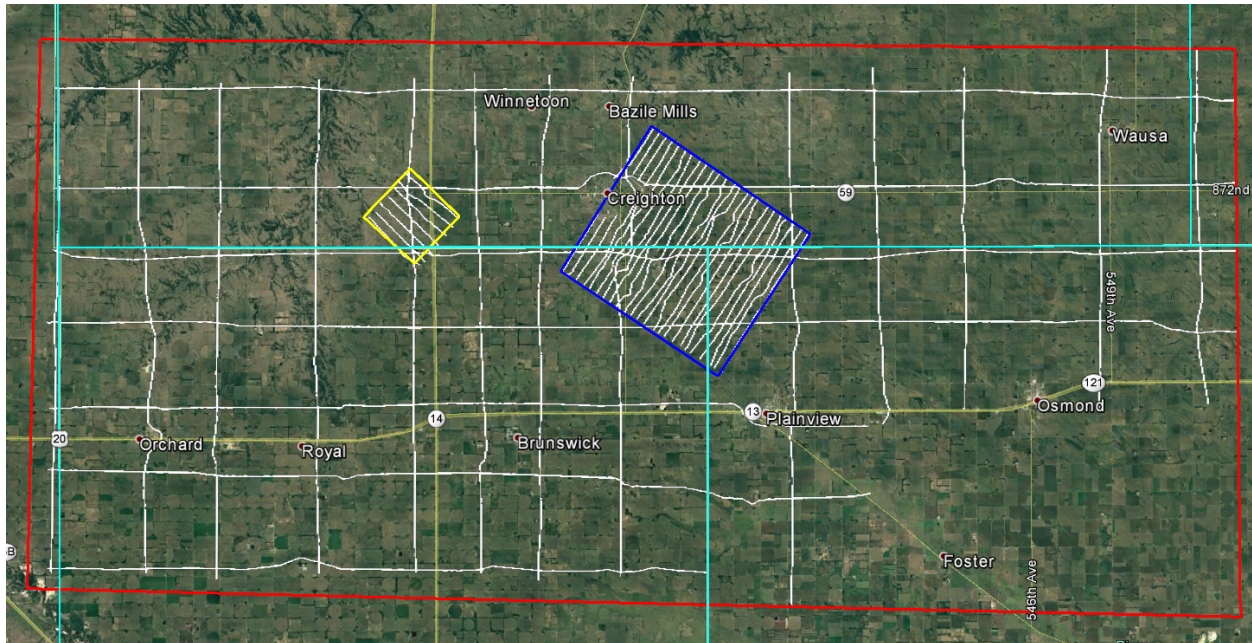 Winnetoon
Bazile Mills
Wausa
Creighton
59
872nd
549th Ave
121
Osmond
13
Plainview
14
20
Orchard
Royal
Brunswick
Foster
546th Ave